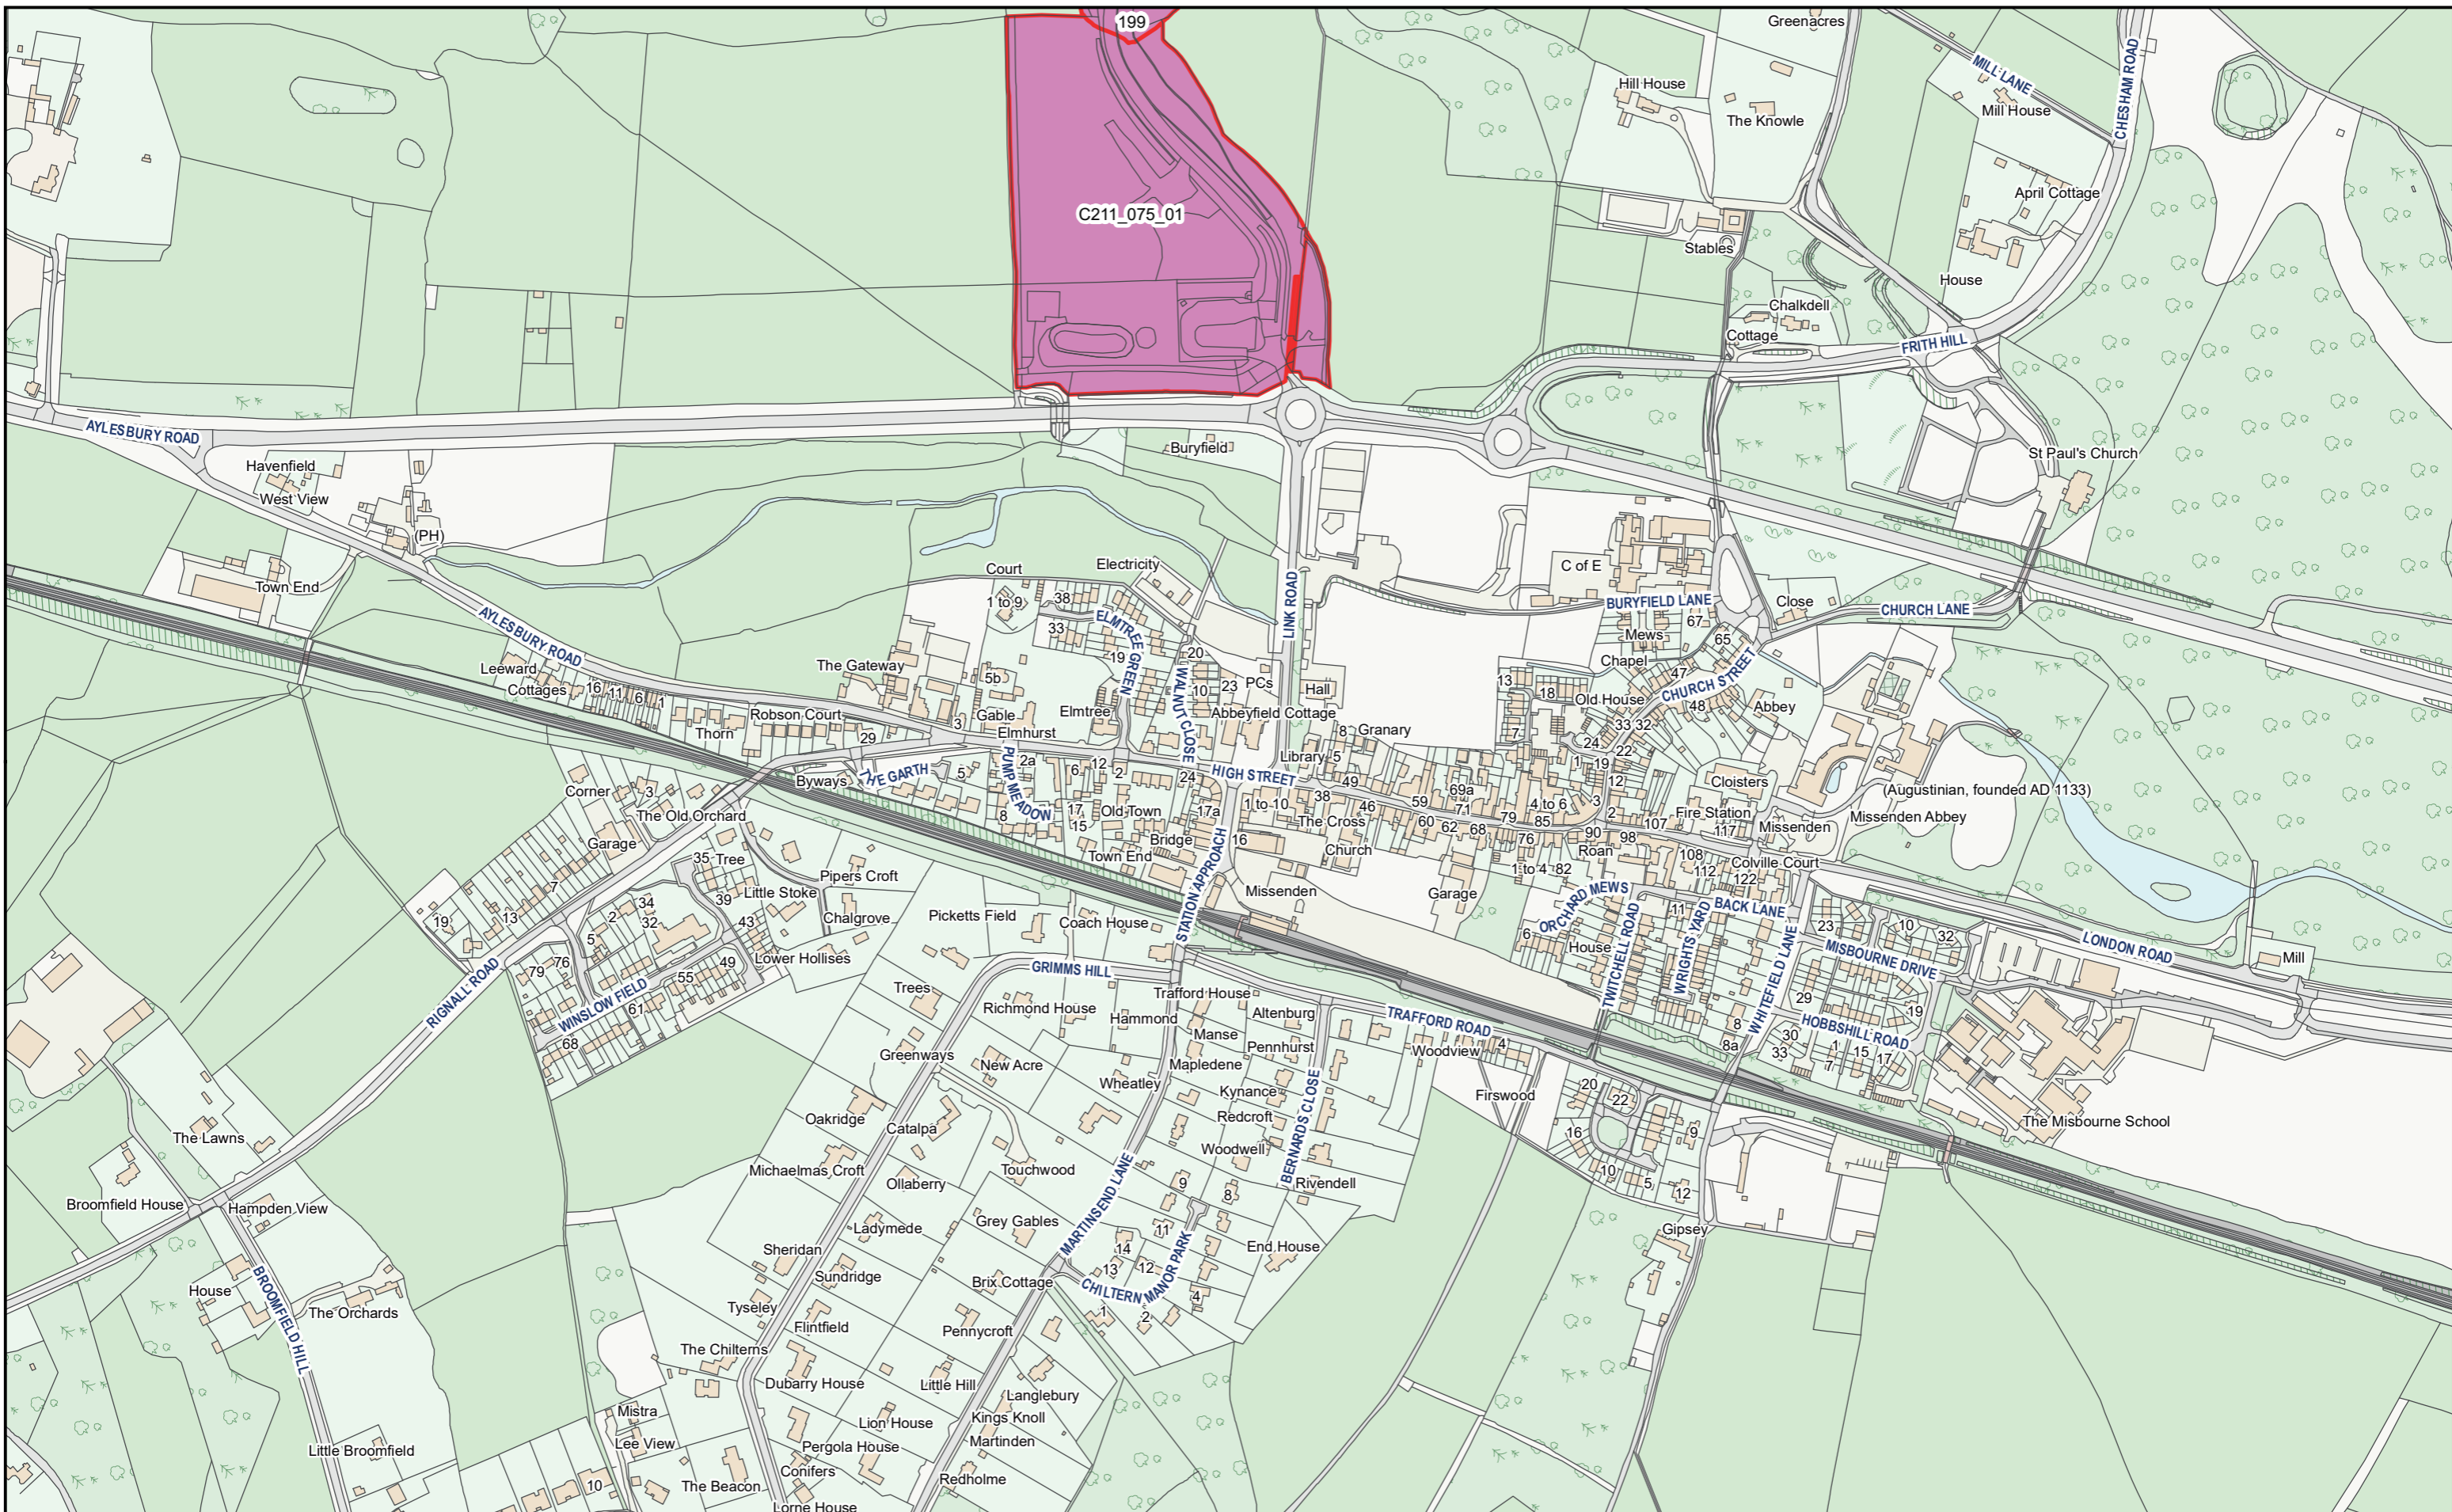 199
Greenacres
MILL LANE
CHESHAM ROAD
Hill House
The Knowle
Mill House
C211_075_01
April Cottage
Stables
House
Chalkdell
Cottage
FRITH HILL
AYLESBURY ROAD
Buryfield
Havenfield
West View
St Paul's Church
(PH)
Town End
Court
Electricity
C of E
1 to 9
38
33
ELMTREE GREEN
19
LINK ROAD
BURYFIELD LANE
67
Close
CHURCH LANE
Mews
65
AYLESBURY ROAD
Leeward
Cottages
16
11
6
1
The Gateway
5b
20
WALNUT CLOSE
10
23
PCs
Hall
Chapel
47
CHURCH STREET
13
18
Old House
48
Abbey
Robson Court
Thorn
29
3
Gable
Elmhurst
Elmtree
Abbeyfield Cottage
8
Granary
7
33
32
24
22
Byways
THE GARTH
5
PUMP MEADOW
2a
6
12
2
24
HIGH STREET
Library
5
49
1
19
12
Cloisters
(Augustinian, founded AD 1133)
Corner
3
The Old Orchard
8
17
15
Old Town
17a
1 to 10
38
46
59
69a
71
4 to 6
3
2
Fire Station
Missenden
Missenden Abbey
The Cross
60
62
68
79
85
90
98
107
117
Garage
Bridge
16
Church
76
Roan
108
Colville Court
35
Tree
Town End
STATION APPROACH
1 to 4
82
112
122
Pipers Croft
7
Little Stoke
39
Missenden
Garage
ORCHARD MEWS
BACK LANE
19
13
2
34
32
43
Chalgrove
Picketts Field
Coach House
6
House
TWITCHELL ROAD
11
WRIGHTS YARD
WHITEFIELD LANE
23
10
32
MISBOURNE DRIVE
LONDON ROAD
Mill
5
79
76
55
49
Lower Hollises
GRIMMS HILL
RIGNALL ROAD
WINSLOW FIELD
61
68
Trees
Richmond House
Trafford House
Hammond
Altenburg
TRAFFORD ROAD
Manse
Woodview
4
8
8a
29
19
HOBBSHILL ROAD
30
33
1
7
15
17
Greenways
New Acre
Pennhurst
Mapledene
Wheatley
Kynance
Redcroft
BERNARDS CLOSE
Firswood
20
22
The Misbourne School
Oakridge
Catalpa
Woodwell
16
9
The Lawns
Michaelmas Croft
Touchwood
Ollaberry
MARTINSEND LANE
9
8
Rivendell
10
5
12
Broomfield House
Hampden View
Ladymede
Grey Gables
11
Gipsey
Sheridan
14
End House
Sundridge
13
12
MANOR PARK
Brix Cottage
CHILTERN
4
BROOMFIELD HILL
House
The Orchards
Tyseley
Flintfield
1
2
Pennycroft
The Chilterns
Dubarry House
Little Hill
Langlebury
Mistra
Lion House
Kings Knoll
Little Broomfield
Lee View
Pergola House
Martinden
Conifers
Redholme
10
The Beacon
Lorne House